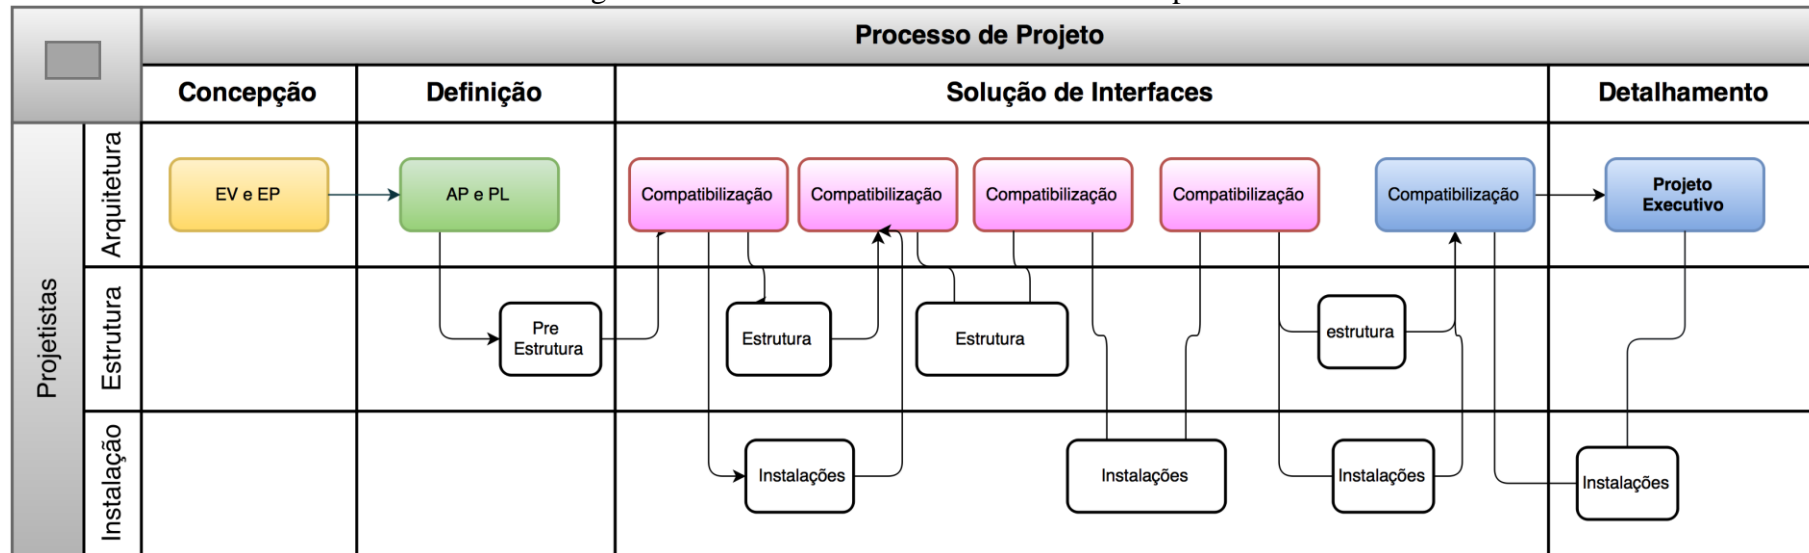 Processo de Projeto
Concepção
Definição
Solução de Interfaces
Detalhamento
Projetistas
Arquitetura
EV e EP
AP e PL
Compatibilização
Compatibilização
Compatibilização
Compatibilização
Compatibilização
Projeto
Executivo
Estrutura
Pre
Estrutura
Estrutura
Estrutura
estrutura
Instalação
Instalações
Instalações
Instalações
Instalações